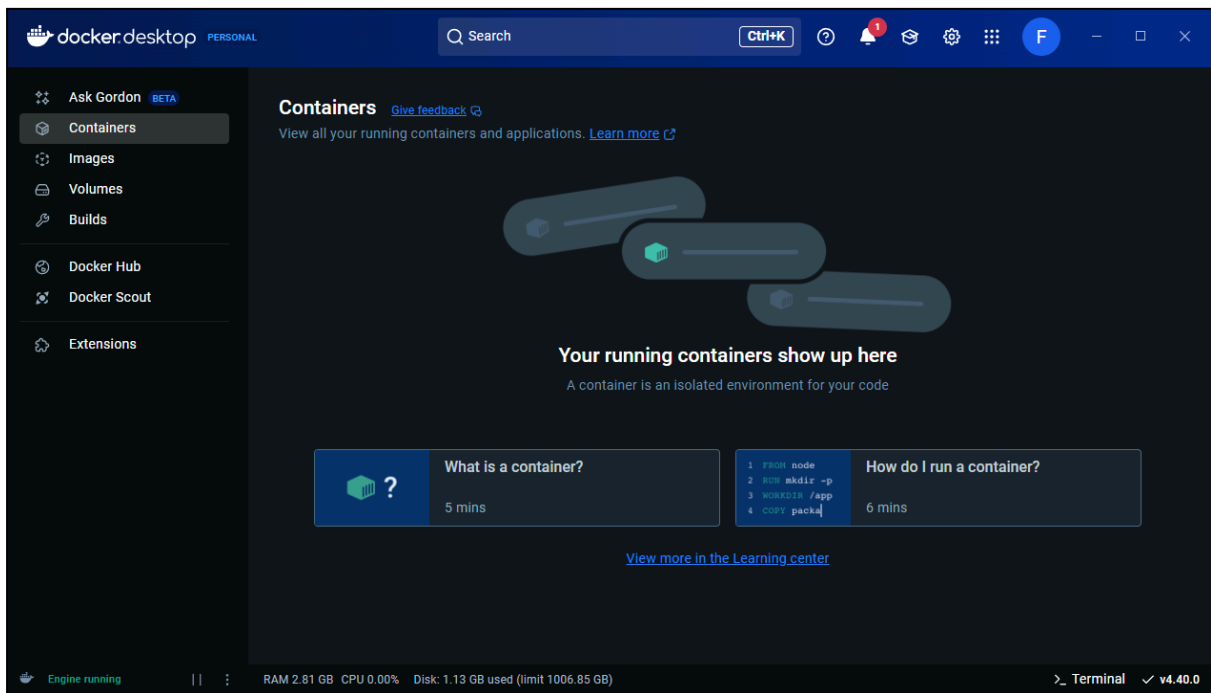 docker.desktop PERSONAL
Search
Ctrl+K
1
F
Ask Gordon BETA
Containers
Images
Volumes
Builds
Docker Hub
Docker Scout
Extensions
Containers Give feedback
View all your running containers and applications. Learn more
Your running containers show up here
A container is an isolated environment for your code
?
What is a container?
5 mins
1 FROM node
2 RUN mkdir -p
3 WORKDIR /app
4 COPY packa
How do I run a container?
6 mins
View more in the Learning center
Engine running
RAM 2.81 GB CPU 0.00% Disk: 1.13 GB used (limit 1006.85 GB)
>_ Terminal
v4.40.0